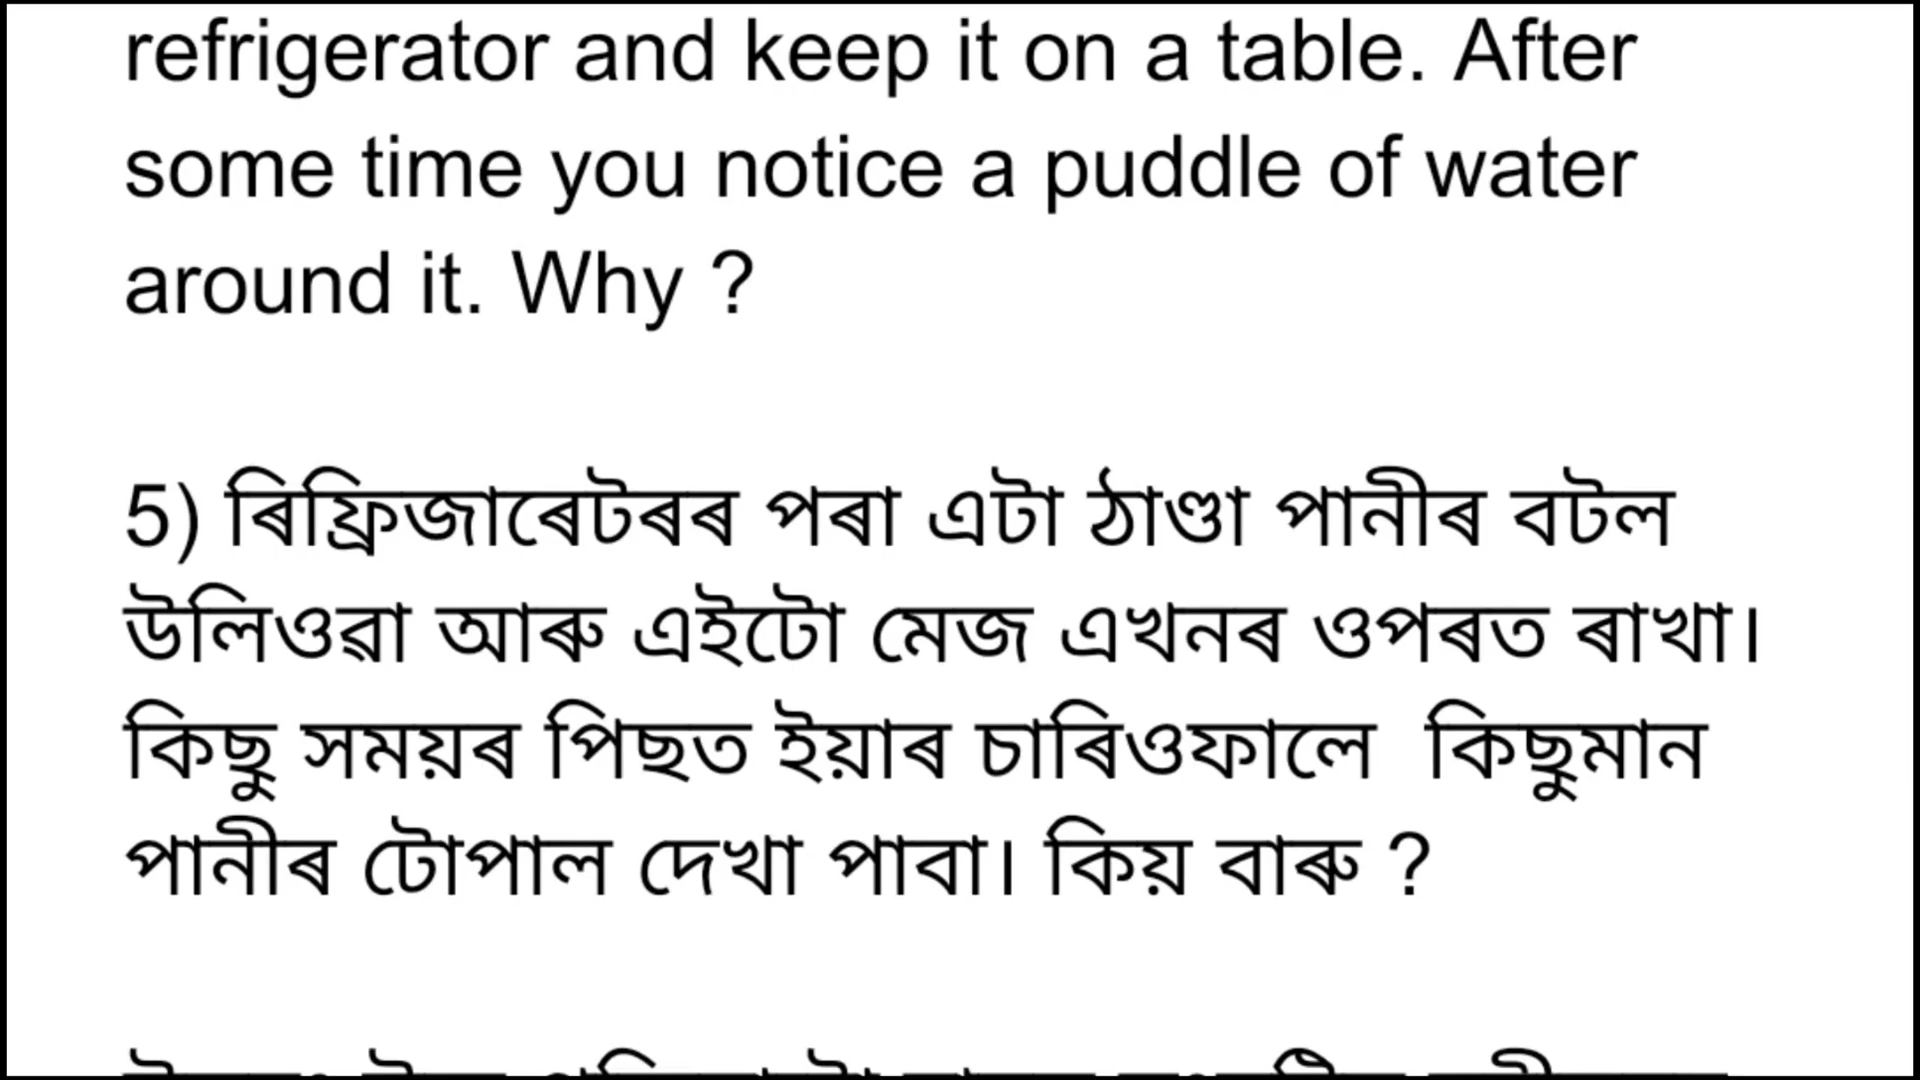 refrigerator and keep it on a table. After
some time you notice a puddle of water
around it. Why ?
5) ৰিফ্ৰিজাৰেটৰৰ পৰা এটা ঠাণ্ডা পানীৰ বটল
উলিওৱা আৰু এইটো মেজ এখনৰ ওপৰত ৰাখা।
কিছু সময়ৰ পিছত ইয়াৰ চাৰিওফালে কিছুমান
পানীৰ টোপাল দেখা পাবা। কিয় বাৰু ?